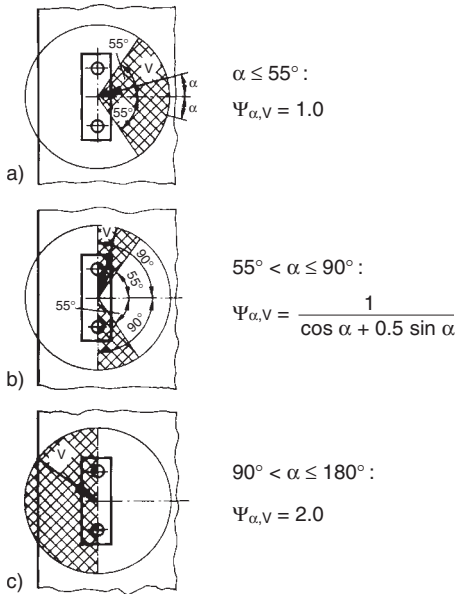 55°
V
α
α
55°
α ≤ 55° :
Ψα,V = 1.0
a)
V
90°
55°
55°
90°
55° < α ≤ 90° :
Ψα,V = 1 / (cos α + 0.5 sin α)
b)
V
90° < α ≤ 180° :
Ψα,V = 2.0
c)